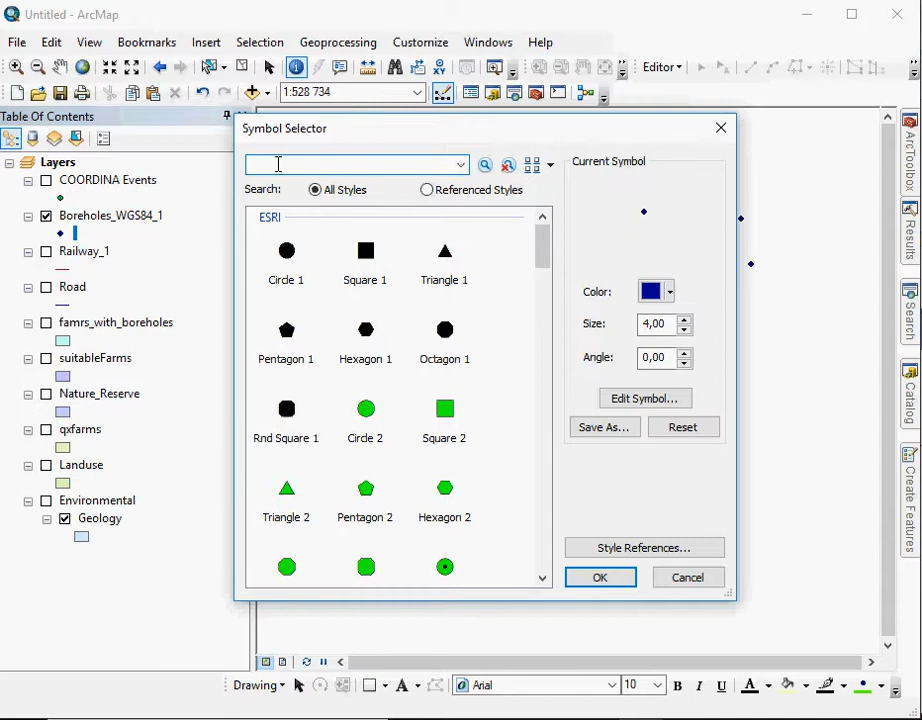 Untitled - ArcMap
File Edit View Bookmarks Insert Selection Geoprocessing Customize Windows Help
Editor
1:528 734
Table Of Contents
Layers
COORDINA Events
Boreholes_WGS84_1
Railway_1
Road
famrs_with_boreholes
suitableFarms
Nature_Reserve
qxfarms
Landuse
Environmental
Geology
Symbol Selector
Search: All Styles Referenced Styles
ESRI
Circle 1 Square 1 Triangle 1
Pentagon 1 Hexagon 1 Octagon 1
Rnd Square 1 Circle 2 Square 2
Triangle 2 Pentagon 2 Hexagon 2
Current Symbol
Color:
Size: 4,00
Angle: 0,00
Edit Symbol...
Save As... Reset
Style References...
OK Cancel
ArcToolbox
Results
Search
Catalog
Create Features
Drawing A Arial 10 B I U A